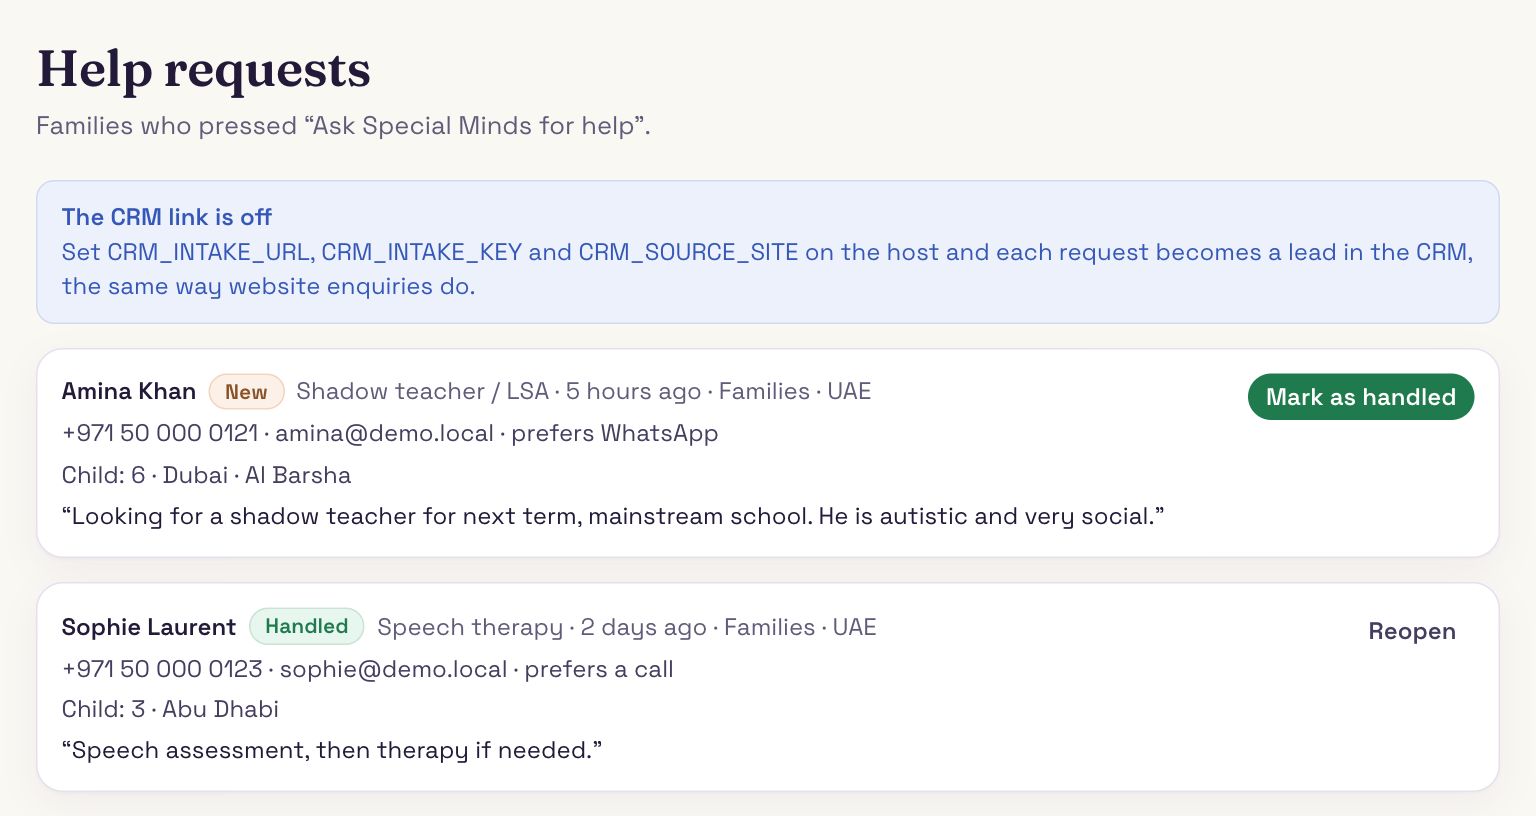 Help requests
Families who pressed “Ask Special Minds for help”.
The CRM link is off
Set CRM_INTAKE_URL, CRM_INTAKE_KEY and CRM_SOURCE_SITE on the host and each request becomes a lead in the CRM,
the same way website enquiries do.
Amina Khan New Shadow teacher / LSA · 5 hours ago · Families · UAE Mark as handled
+971 50 000 0121 · amina@demo.local · prefers WhatsApp
Child: 6 · Dubai · Al Barsha
“Looking for a shadow teacher for next term, mainstream school. He is autistic and very social.”
Sophie Laurent Handled Speech therapy · 2 days ago · Families · UAE Reopen
+971 50 000 0123 · sophie@demo.local · prefers a call
Child: 3 · Abu Dhabi
“Speech assessment, then therapy if needed.”